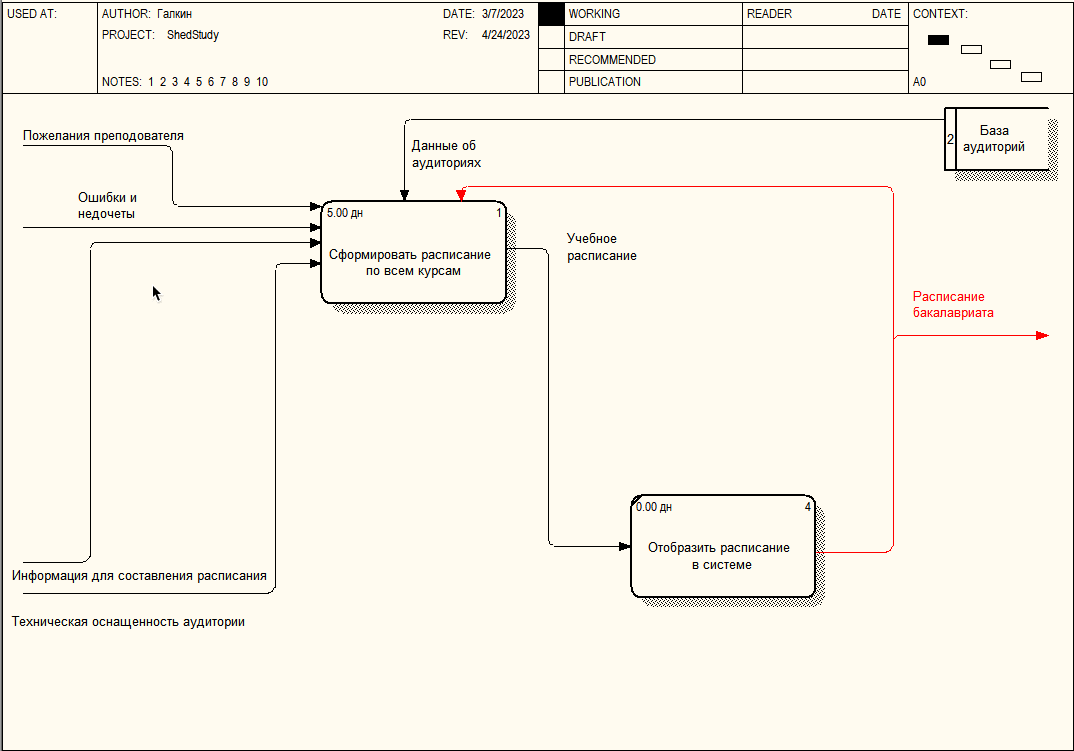 USED AT:
AUTHOR: Галкин
DATE: 3/7/2023
PROJECT: ShedStudy
REV: 4/24/2023
NOTES: 1 2 3 4 5 6 7 8 9 10
WORKING
DRAFT
RECOMMENDED
PUBLICATION
READER DATE
CONTEXT:
A0
Пожелания преподователя
Данные об
аудиториях
2
База
аудиторий
Ошибки и
недочеты
5.00 дн 1
Сформировать расписание
по всем курсам
Учебное
расписание
Расписание
бакалавриата
0.00 дн 4
Отобразить расписание
в системе
Информация для составления расписания
Техническая оснащенность аудитории